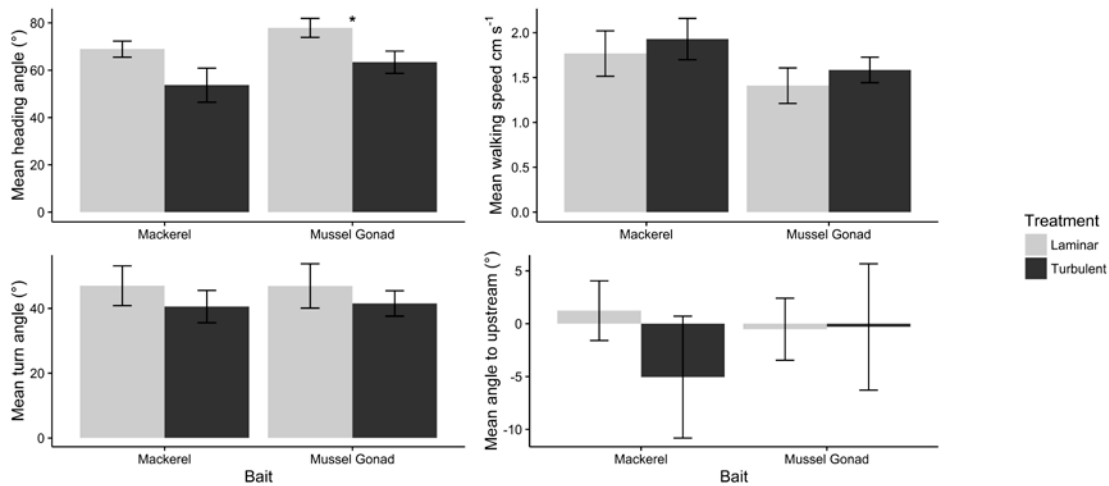 Mean heading angle (°)
80
60
40
20
0
*
Mackerel
Mussel Gonad
Mean walking speed cm s⁻¹
2.0
1.5
1.0
0.5
0.0
Mackerel
Mussel Gonad
Treatment
Laminar
Turbulent
Mean turn angle (°)
40
20
0
Mackerel
Mussel Gonad
Bait
Mean angle to upstream (°)
5
0
-5
-10
Mackerel
Mussel Gonad
Bait